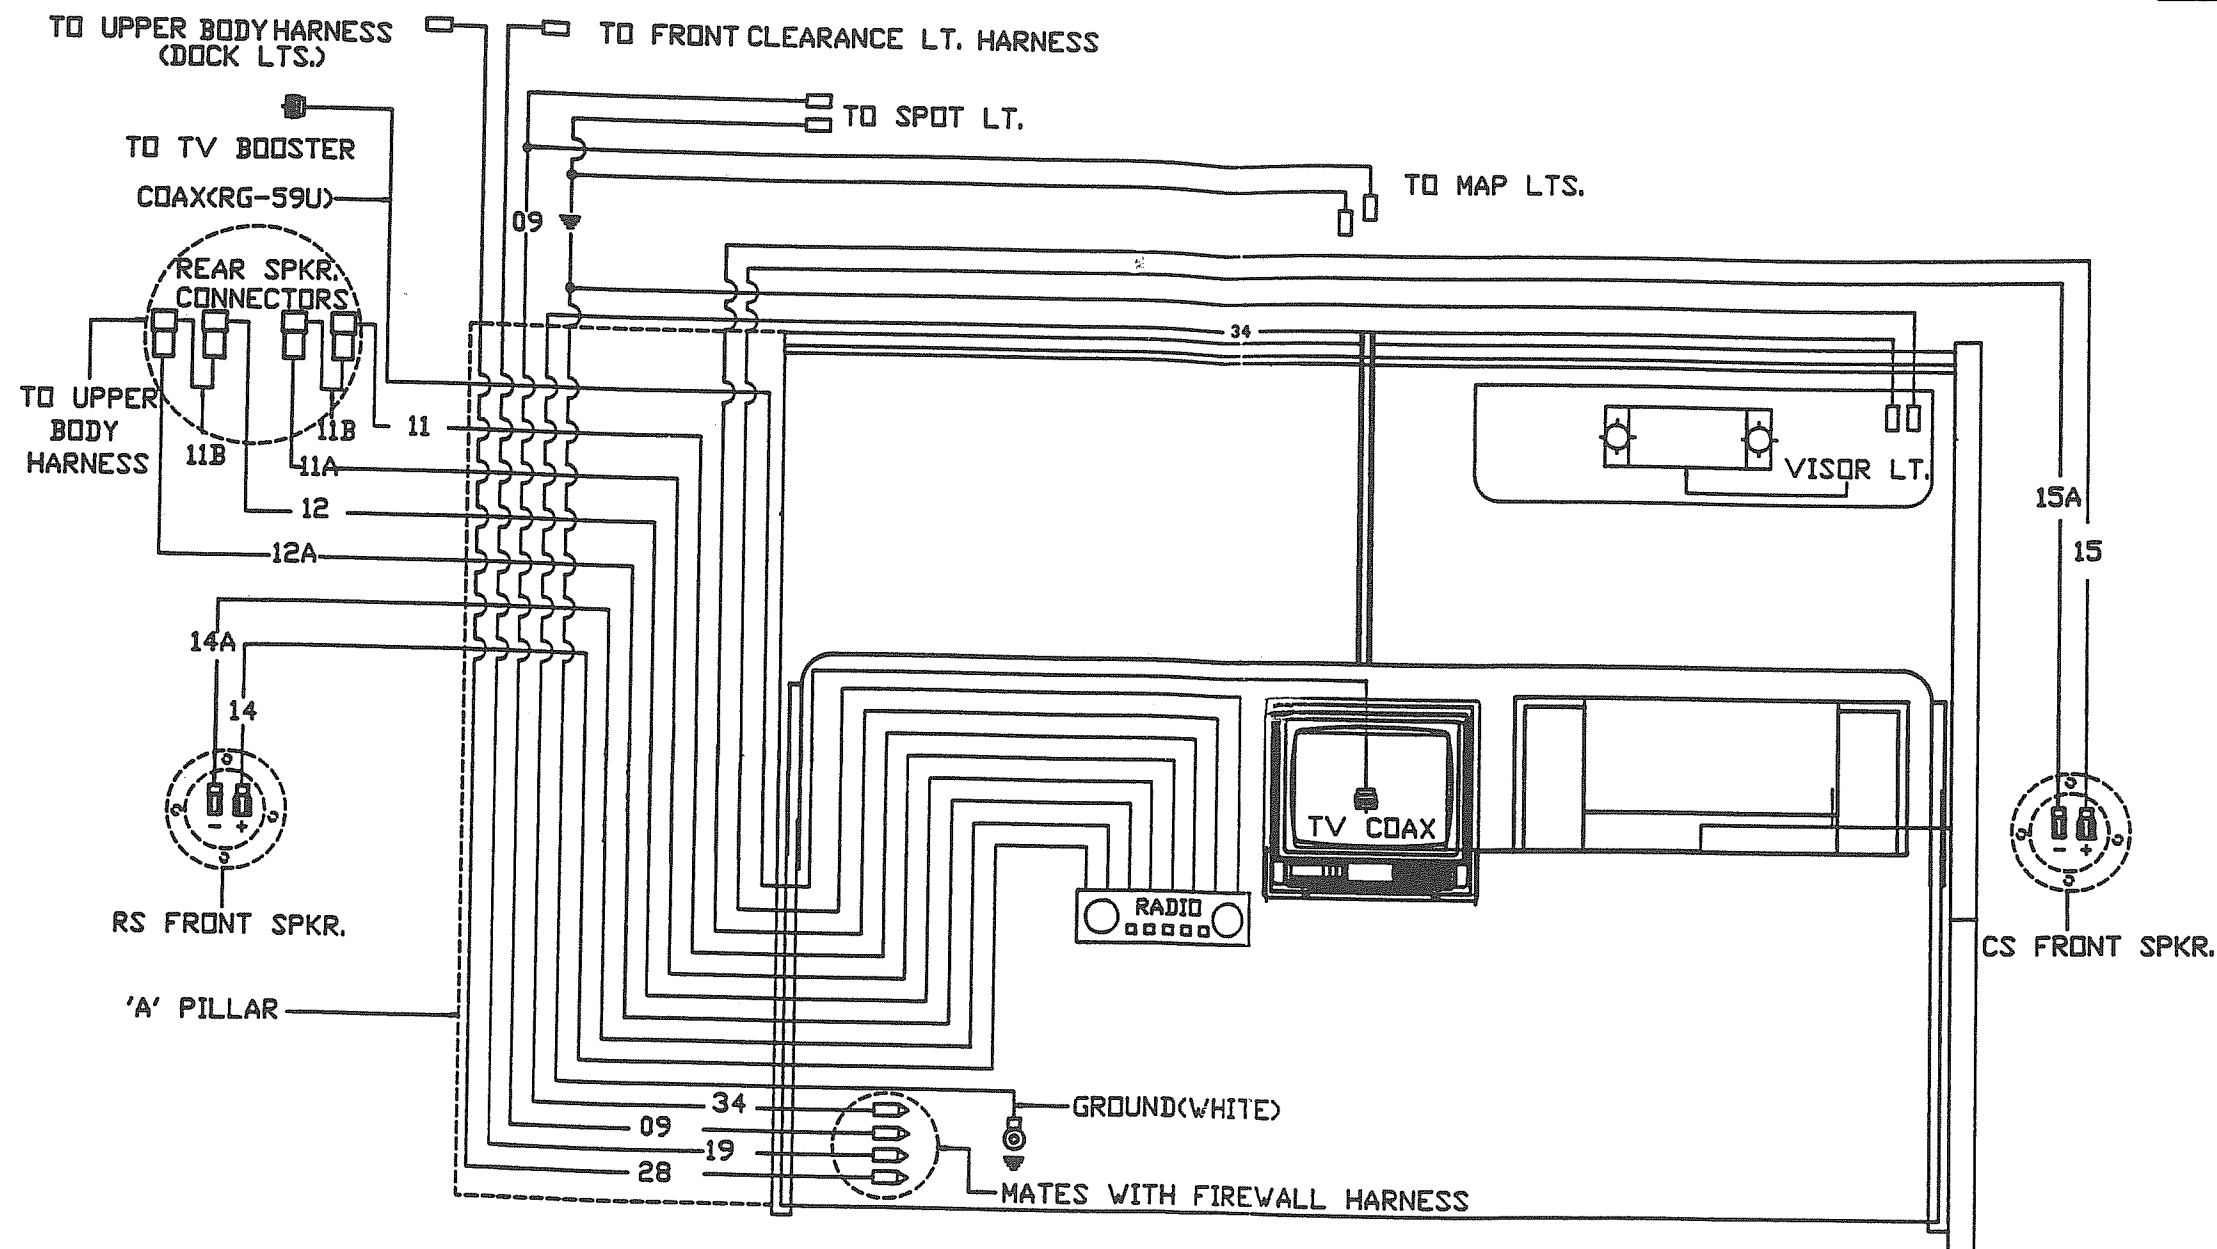 TO UPPER BODY HARNESS
(DOCK LTS.)
TO FRONT CLEARANCE LT. HARNESS
TO SPOT LT.
TO TV BOOSTER
COAX(RG-59U)
TO MAP LTS.
09
REAR SPKR.
CONNECTORS
34
TO UPPER
BODY
HARNESS
11B
11B
11
11A
12
12A
VISOR LT.
15A
15
14A
14
TV COAX
RADIO
- +
- +
RS FRONT SPKR.
CS FRONT SPKR.
'A' PILLAR
34
09
19
28
GROUND(WHITE)
MATES WITH FIREWALL HARNESS